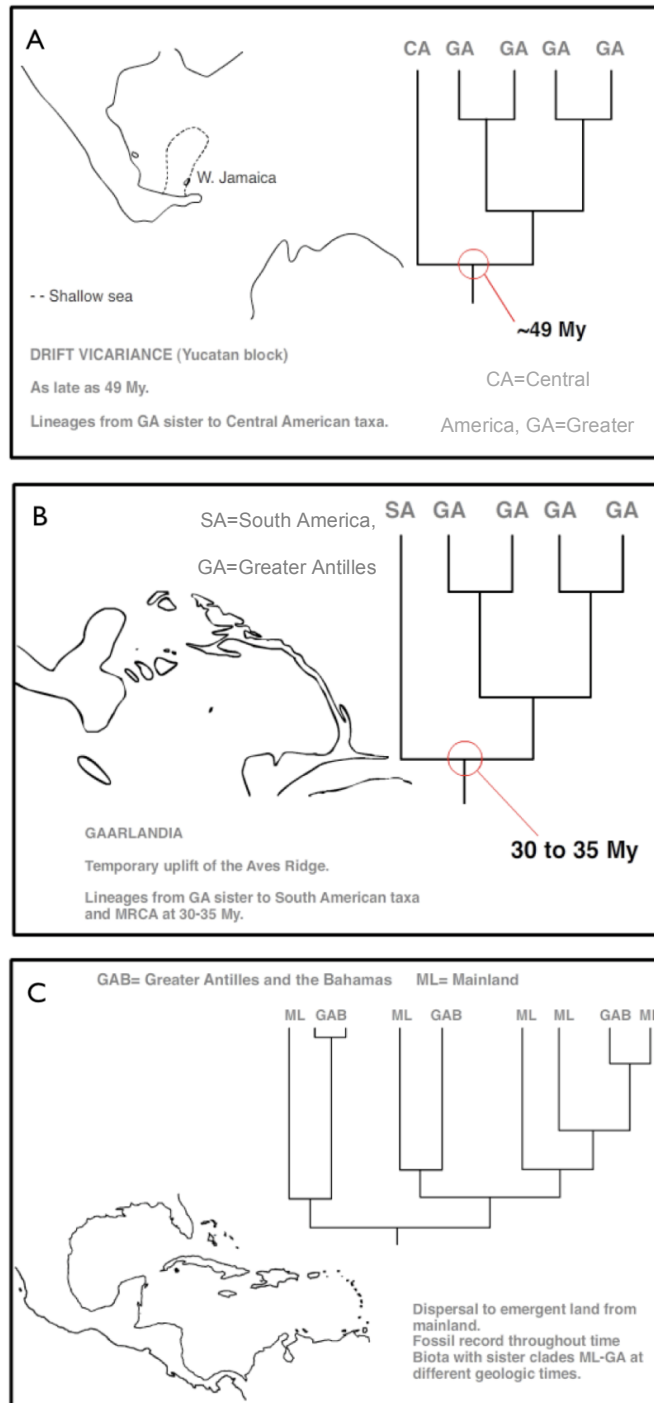 A
CA GA GA GA GA
W. Jamaica
- - Shallow sea
~49 My
DRIFT VICARIANCE (Yucatan block)
As late as 49 My.
Lineages from GA sister to Central American taxa.
CA=Central
America, GA=Greater
B
SA GA GA GA GA
SA=South America,
GA=Greater Antilles
30 to 35 My
GAARLANDIA
Temporary uplift of the Aves Ridge.
Lineages from GA sister to South American taxa
and MRCA at 30-35 My.
C
GAB= Greater Antilles and the Bahamas ML= Mainland
ML GAB ML GAB ML ML GAB ML
Dispersal to emergent land from
mainland.
Fossil record throughout time
Biota with sister clades ML-GA at
different geologic times.